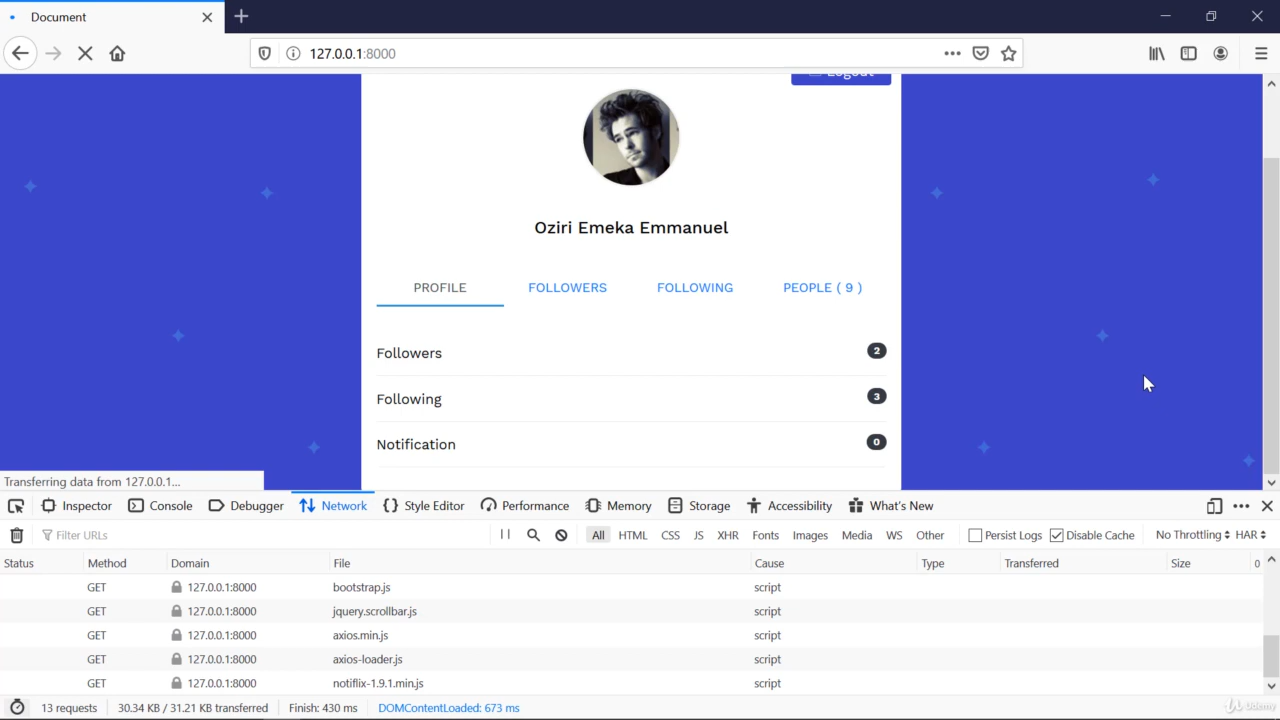 Document
127.0.0.1:8000
Logout
Oziri Emeka Emmanuel
PROFILE FOLLOWERS FOLLOWING PEOPLE ( 9 )
Followers 2
Following 3
Notification 0
Transferring data from 127.0.0.1...
Inspector Console Debugger Network Style Editor Performance Memory Storage Accessibility What's New
Filter URLs All HTML CSS JS XHR Fonts Images Media WS Other Persist Logs Disable Cache No Throttling HAR
Status Method Domain File Cause Type Transferred Size 0
GET 127.0.0.1:8000 bootstrap.js script
GET 127.0.0.1:8000 jquery.scrollbar.js script
GET 127.0.0.1:8000 axios.min.js script
GET 127.0.0.1:8000 axios-loader.js script
GET 127.0.0.1:8000 notiflix-1.9.1.min.js script
13 requests 30.34 KB / 31.21 KB transferred Finish: 430 ms DOMContentLoaded: 673 ms
Udemy